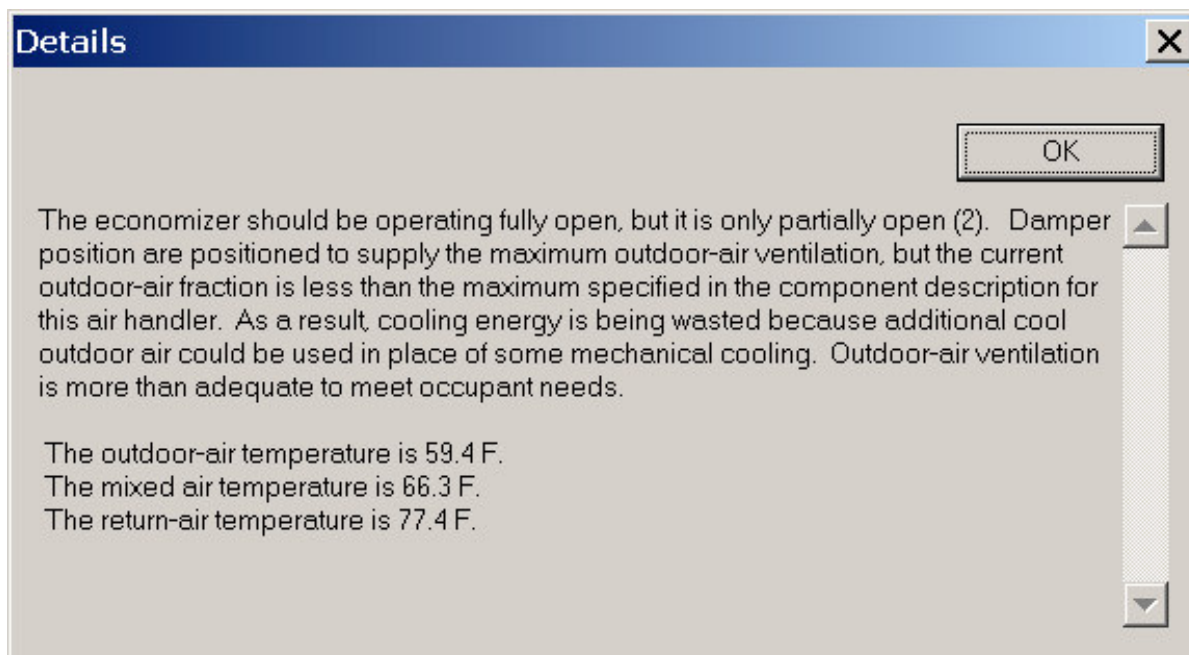 Details
OK
The economizer should be operating fully open, but it is only partially open (2).  Damper
position are positioned to supply the maximum outdoor-air ventilation, but the current
outdoor-air fraction is less than the maximum specified in the component description for
this air handler.  As a result, cooling energy is being wasted because additional cool
outdoor air could be used in place of some mechanical cooling.  Outdoor-air ventilation
is more than adequate to meet occupant needs.
The outdoor-air temperature is 59.4 F.
The mixed air temperature is 66.3 F.
The return-air temperature is 77.4 F.